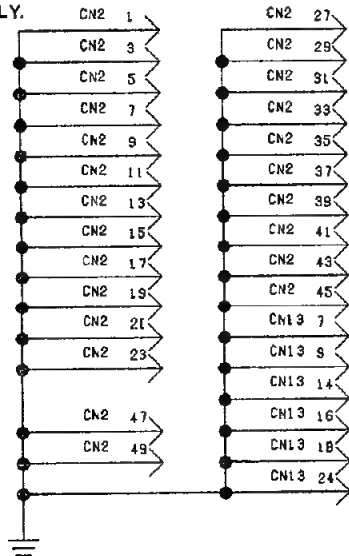 LY.
CN2 1
CN2 3
CN2 5
CN2 7
CN2 9
CN2 11
CN2 13
CN2 15
CN2 17
CN2 19
CN2 21
CN2 23
CN2 47
CN2 49
CN2 27
CN2 29
CN2 31
CN2 33
CN2 35
CN2 37
CN2 39
CN2 41
CN2 43
CN2 45
CN13 7
CN13 9
CN13 14
CN13 16
CN13 18
CN13 24